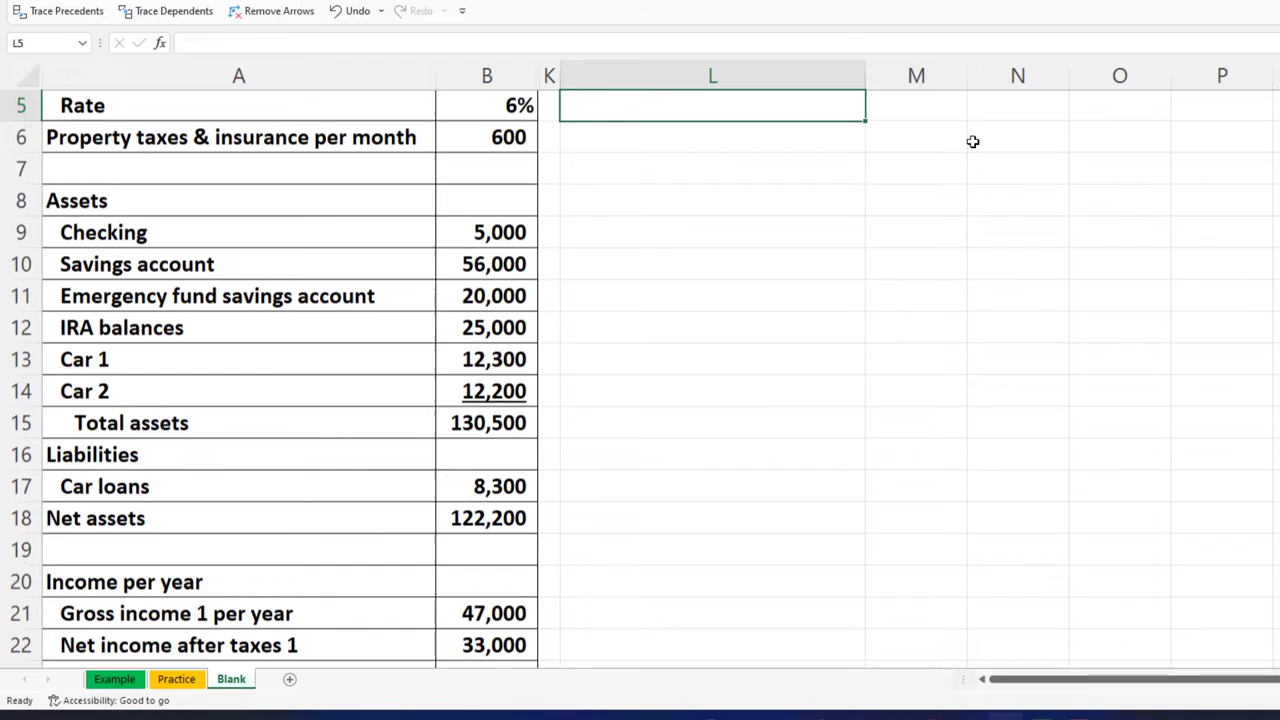 Trace Precedents Trace Dependents Remove Arrows Undo Redo
L5 fx
A B K L M N O P
5 Rate 6%
6 Property taxes & insurance per month 600
7
8 Assets
9 Checking 5,000
10 Savings account 56,000
11 Emergency fund savings account 20,000
12 IRA balances 25,000
13 Car 1 12,300
14 Car 2 12,200
15 Total assets 130,500
16 Liabilities
17 Car loans 8,300
18 Net assets 122,200
19
20 Income per year
21 Gross income 1 per year 47,000
22 Net income after taxes 1 33,000
Example Practice Blank
Ready Accessibility: Good to go